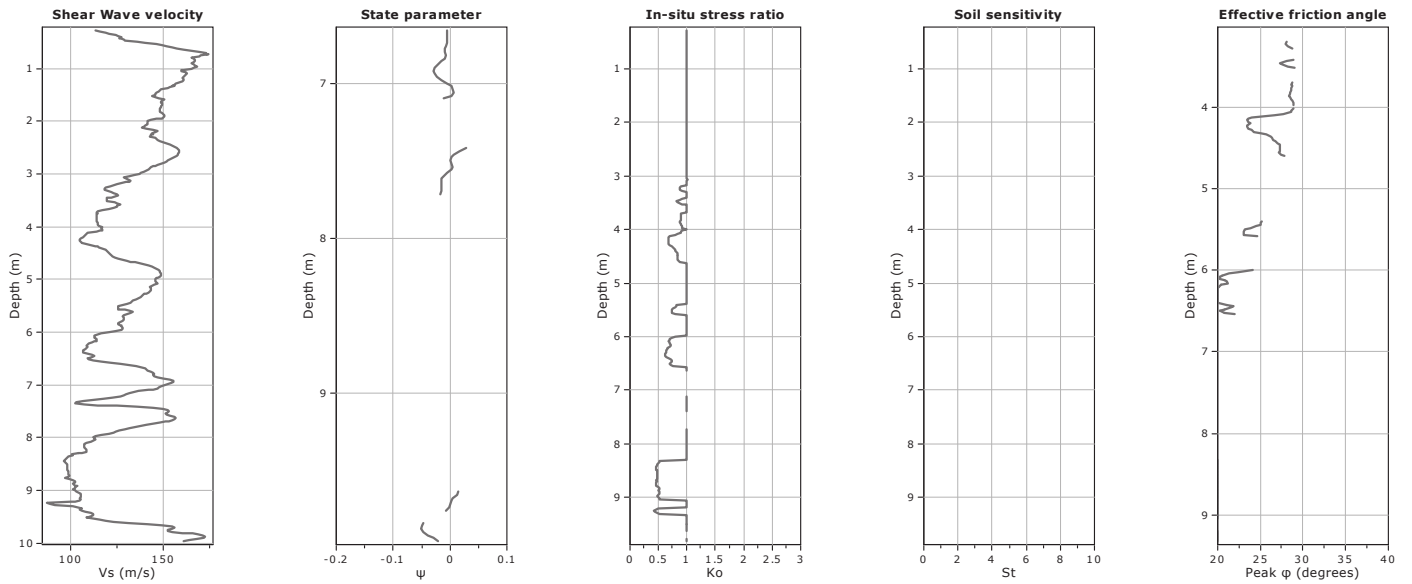 Shear Wave velocity
1
2
3
4
5
6
7
8
9
10
Depth (m)
100 150
Vs (m/s)
State parameter
7
8
9
Depth (m)
-0.2 -0.1 0 0.1
ψ
In-situ stress ratio
1
2
3
4
5
6
7
8
9
Depth (m)
0 0.5 1 1.5 2 2.5 3
Ko
Soil sensitivity
1
2
3
4
5
6
7
8
9
Depth (m)
0 2 4 6 8 10
St
Effective friction angle
4
5
6
7
8
9
Depth (m)
20 25 30 35 40
Peak φ (degrees)